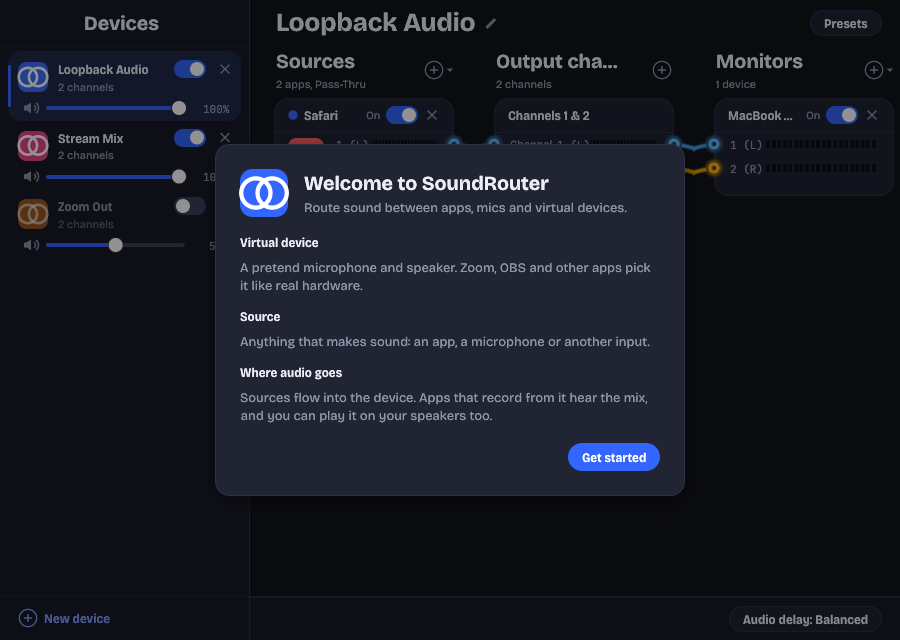 Devices
Loopback Audio
2 channels
100%
Stream Mix
2 channels
Zoom Out
2 channels
New device
Loopback Audio
Presets
Sources
2 apps, Pass-Thru
Output cha...
2 channels
Monitors
1 device
Safari
On
Channels 1 & 2
MacBook ...
On
1 (L)
2 (R)
Welcome to SoundRouter
Route sound between apps, mics and virtual devices.
Virtual device
A pretend microphone and speaker. Zoom, OBS and other apps pick
it like real hardware.
Source
Anything that makes sound: an app, a microphone or another input.
Where audio goes
Sources flow into the device. Apps that record from it hear the mix,
and you can play it on your speakers too.
Get started
Audio delay: Balanced